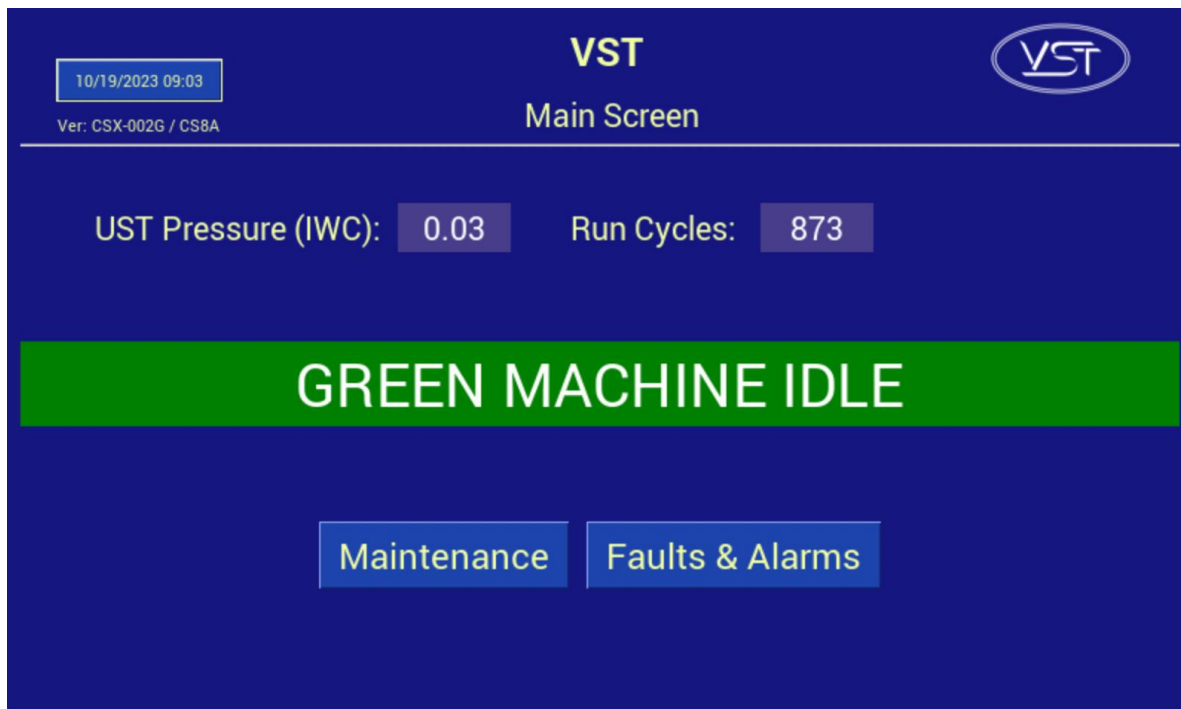 VST
VST
10/19/2023 09:03
Main Screen
Ver: CSX-002G / CS8A
UST Pressure (IWC): 0.03 Run Cycles: 873
GREEN MACHINE IDLE
Maintenance Faults & Alarms